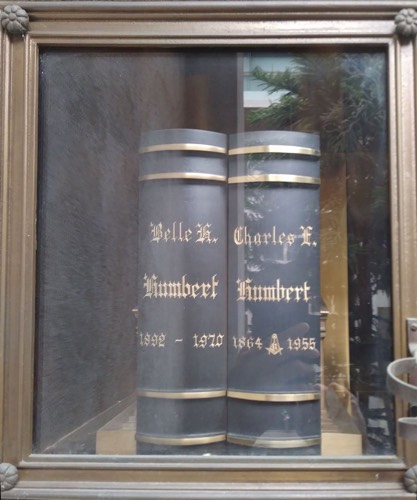 Belle K.
Humbert
1892 - 1970
Charles F.
Humbert
1864 1955